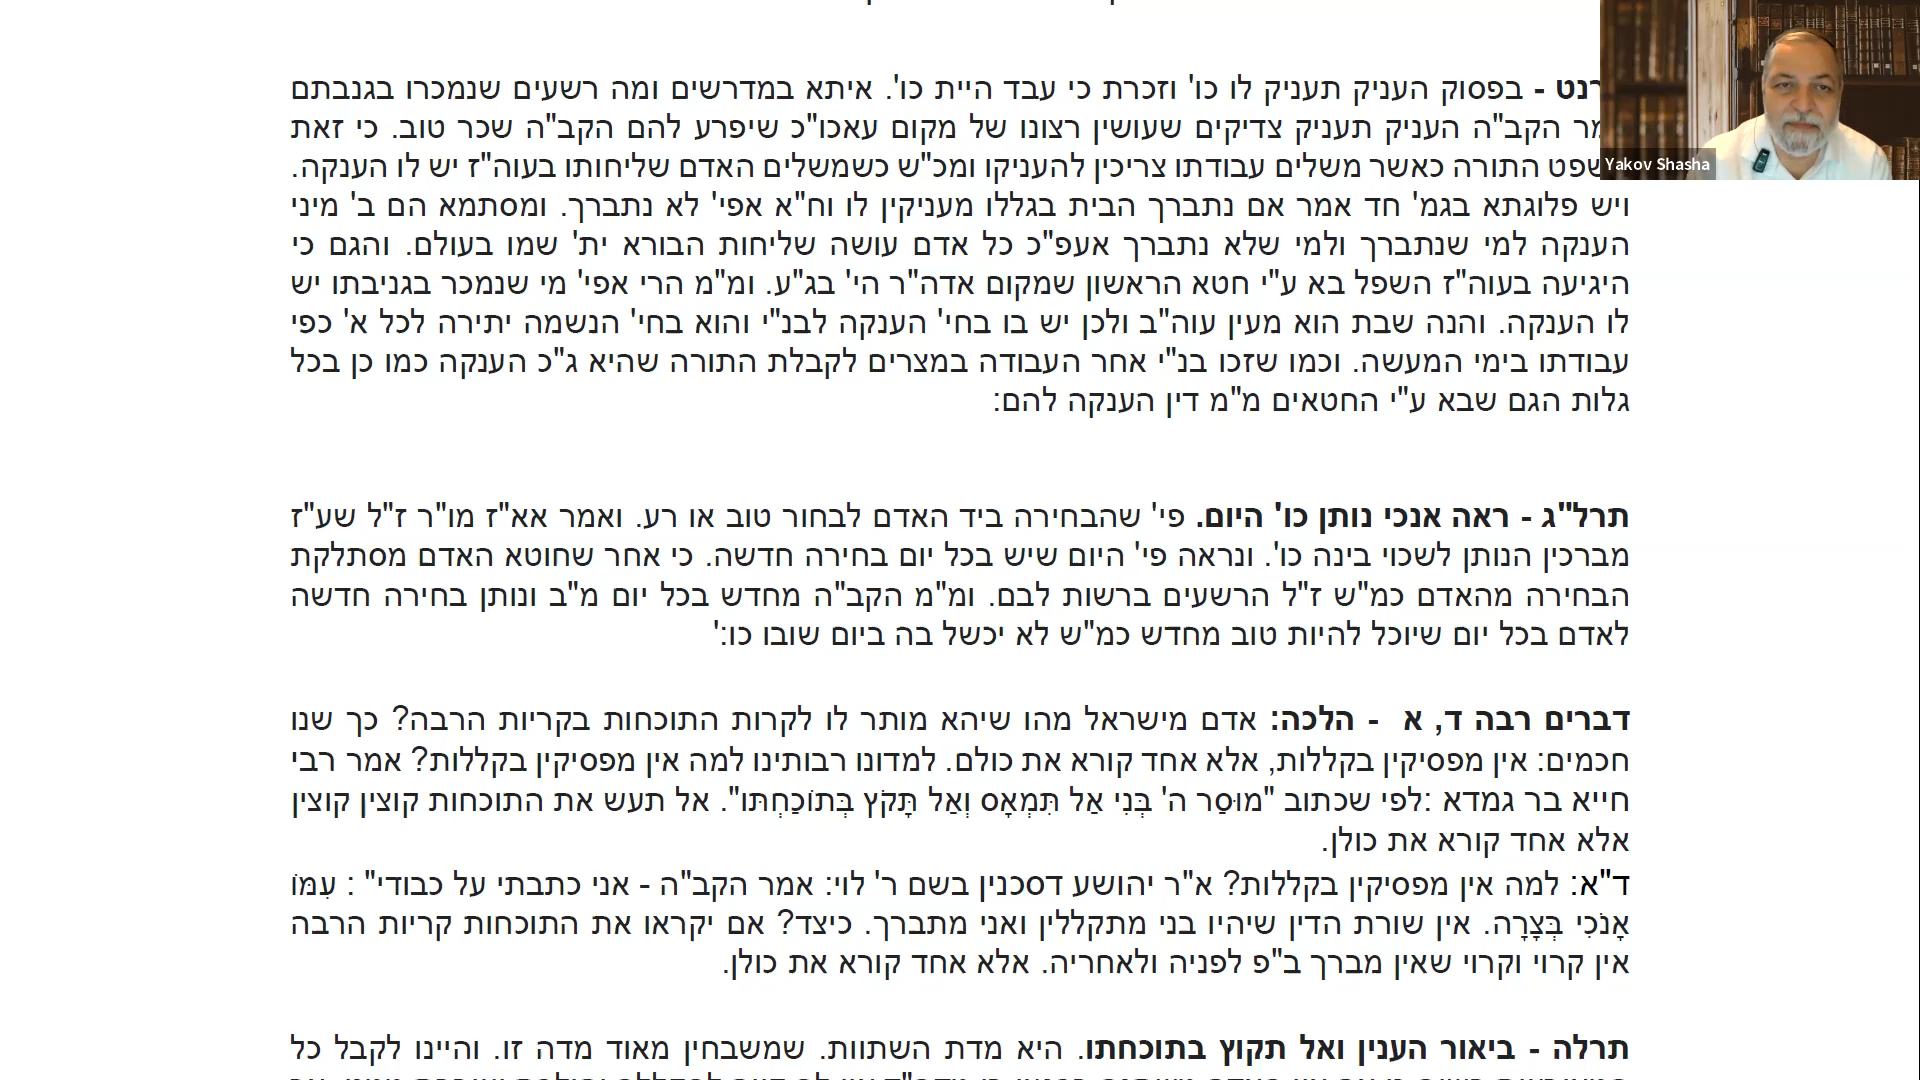 רנט - בפסוק העניק תעניק לו כו' וזכרת כי עבד היית כו'. איתא במדרשים ומה רשעים שנמכרו בגנבתם
הקב"ה העניק תעניק צדיקים שעושין רצונו של מקום עאכו"כ שיפרע להם הקב"ה שכר טוב. כי זאת
התורה כאשר משלים עבודתו צריכין להעניקו ומכ"ש כשמשלים האדם שליחותו בעוה"ז יש לו הענקה.
ויש פלוגתא בגמ' חד אמר אם נתברך הבית בגללו מעניקין לו וח"א אפי' לא נתברך. ומסתמא הם ב' מיני
הענקה למי שנתברך ולמי שלא נתברך אעפ"כ כל אדם עושה שליחות הבורא ית' שמו בעולם. והגם כי
היגיעה בעוה"ז השפל בא ע"י חטא הראשון שמקום אדה"ר הי' בג"ע. ומ"מ הרי אפי' מי שנמכר בגניבתו יש
לו הענקה. והנה שבת הוא מעין עוה"ב ולכן יש בו בחי' הענקה לבנ"י והוא בחי' הנשמה יתירה לכל א' כפי
עבודתו בימי המעשה. וכמו שזכו בנ"י אחר העבודה במצרים לקבלת התורה שהיא ג"כ הענקה כמו כן בכל
גלות הגם שבא ע"י החטאים מ"מ דין הענקה להם:
תרל"ג - ראה אנכי נותן כו' היום. פי' שהבחירה ביד האדם לבחור טוב או רע. ואמר אא"ז מו"ר ז"ל שע"ז
מברכין הנותן לשכוי בינה כו'. ונראה פי' היום שיש בכל יום בחירה חדשה. כי אחר שחוטא האדם מסתלקת
הבחירה מהאדם כמ"ש ז"ל הרשעים ברשות לבם. ומ"מ הקב"ה מחדש בכל יום מ"ב ונותן בחירה חדשה
לאדם בכל יום שיוכל להיות טוב מחדש כמ"ש לא יכשל בה ביום שובו כו:'
דברים רבה ד, א - הלכה: אדם מישראל מהו שיהא מותר לו לקרות התוכחות בקריות הרבה? כך שנו
חכמים: אין מפסיקין בקללות, אלא אחד קורא את כולם. למדונו רבותינו למה אין מפסיקין בקללות? אמר רבי
חייא בר גמדא :לפי שכתוב "מוּסַר ה' בְּנִי אַל תִּמְאָס וְאַל תָּקֹץ בְּתוֹכַחְתּו". אל תעש את התוכחות קוצין קוצין
אלא אחד קורא את כולן.
ד"א: למה אין מפסיקין בקללות? א"ר יהושע דסכנין בשם ר' לוי: אמר הקב"ה - אני כתבתי על כבודי" : עִמּוֹ
אָנֹכִי בְּצָרָה. אין שורת הדין שיהיו בני מתקללין ואני מתברך. כיצד? אם יקראו את התוכחות קריות הרבה
אין קרוי וקרוי שאין מברך ב"פ לפניה ולאחריה. אלא אחד קורא את כולן.
תרלה - ביאור הענין ואל תקוץ בתוכחתו. היא מדת השתוות. שמשבחין מאוד מדה זו. והיינו לקבל כל
Yakov Shasha